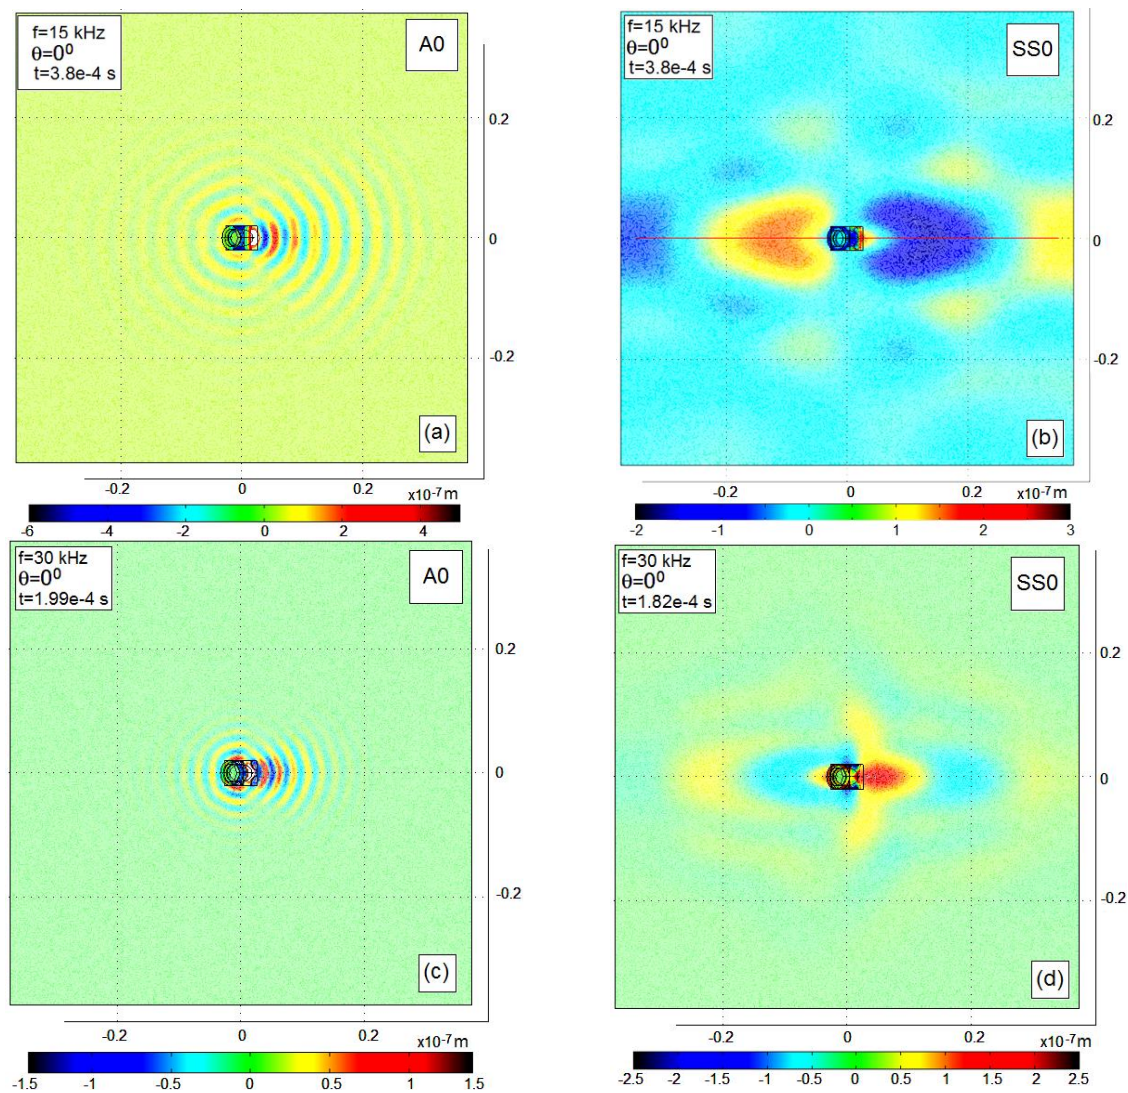 f=15 kHz
θ=0⁰
t=3.8e-4 s
A0
0.2
0
-0.2
(a)
-0.2 0 0.2 x10⁻⁷m
-6 -4 -2 0 2 4
f=15 kHz
θ=0⁰
t=3.8e-4 s
SS0
0.2
0
-0.2
(b)
-0.2 0 0.2 x10⁻⁷m
-2 -1 0 1 2 3
f=30 kHz
θ=0⁰
t=1.99e-4 s
A0
0.2
0
-0.2
(c)
-0.2 0 0.2 x10⁻⁷m
-1.5 -1 -0.5 0 0.5 1 1.5
f=30 kHz
θ=0⁰
t=1.82e-4 s
SS0
0.2
0
-0.2
(d)
-0.2 0 0.2 x10⁻⁷m
-2.5 -2 -1.5 -1 -0.5 0 0.5 1 1.5 2 2.5